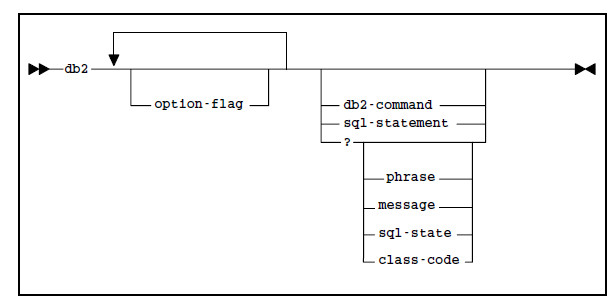 db2
option-flag
db2-command
sql-statement
?
phrase
message
sql-state
class-code